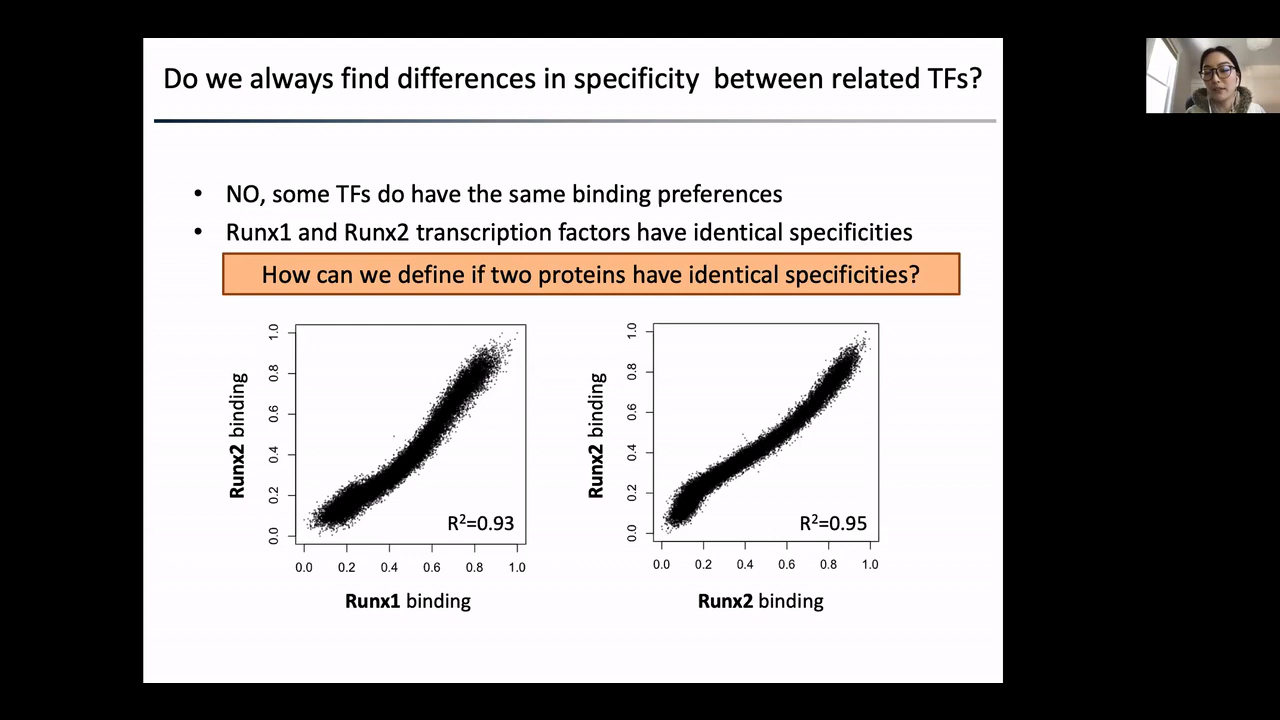 Do we always find differences in specificity between related TFs?
• NO, some TFs do have the same binding preferences
• Runx1 and Runx2 transcription factors have identical specificities
How can we define if two proteins have identical specificities?
Runx2 binding
1.0
0.8
0.6
0.4
0.2
0.0
R²=0.93
0.0 0.2 0.4 0.6 0.8 1.0
Runx1 binding
Runx2 binding
1.0
0.8
0.6
0.4
0.2
0.0
R²=0.95
0.0 0.2 0.4 0.6 0.8 1.0
Runx2 binding